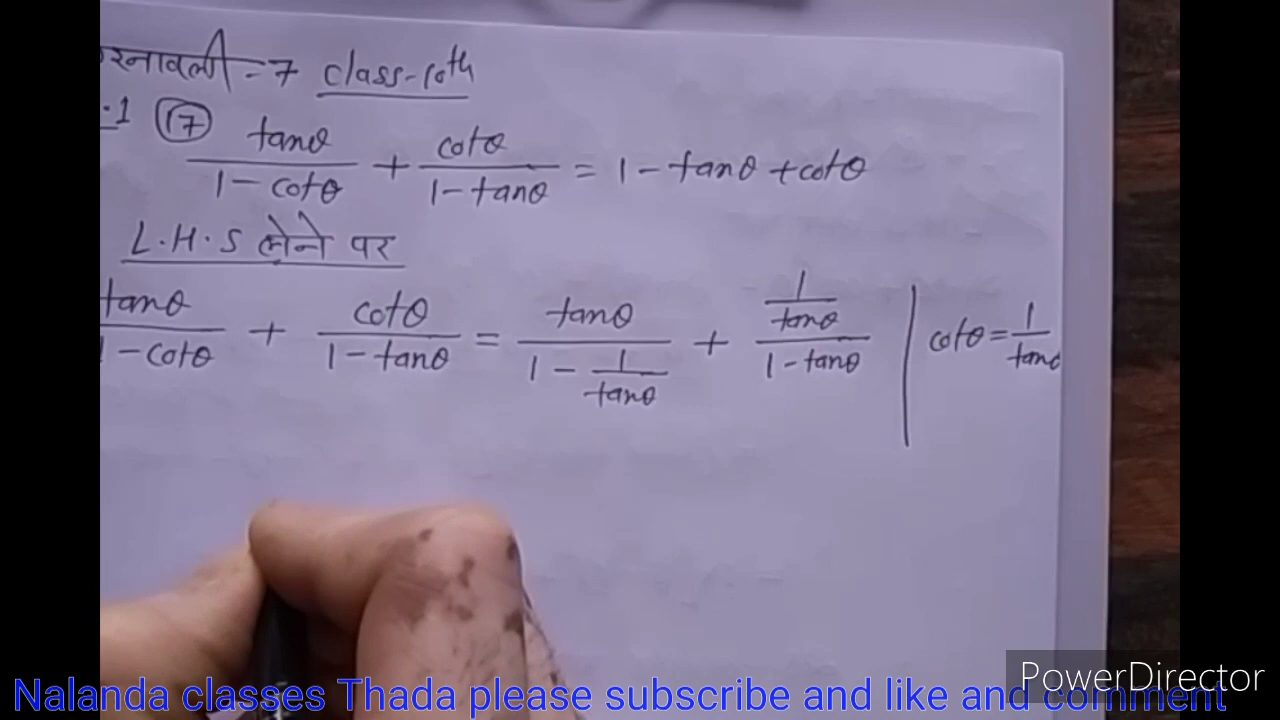 रनावली-7 class-10th
.1 (17) tanθ/(1-cotθ) + cotθ/(1-tanθ) = 1-tanθ+cotθ
L.H.S लेने पर
tanθ/(1-cotθ) + cotθ/(1-tanθ) = tanθ/(1-1/tanθ) + (1/tanθ)/(1-tanθ) | cotθ=1/tanθ
PowerDirector
Nalanda classes Thada please subscribe and like and comment